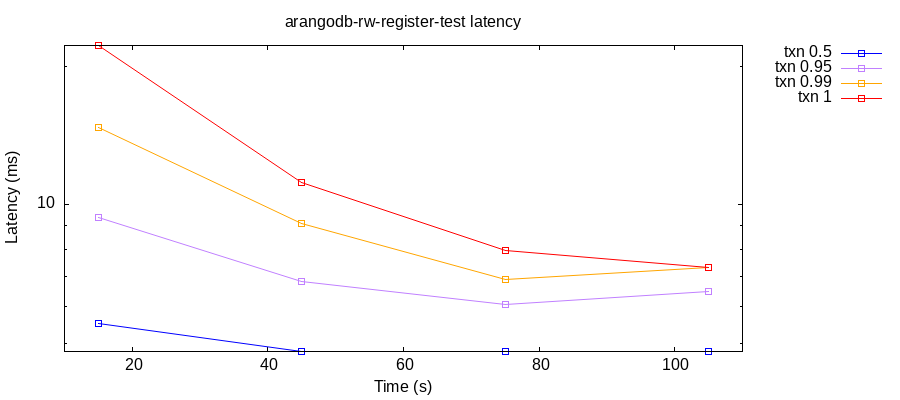 arangodb-rw-register-test latency
txn 0.5
txn 0.95
txn 0.99
txn 1
Latency (ms)
10
20
40
60
80
100
Time (s)